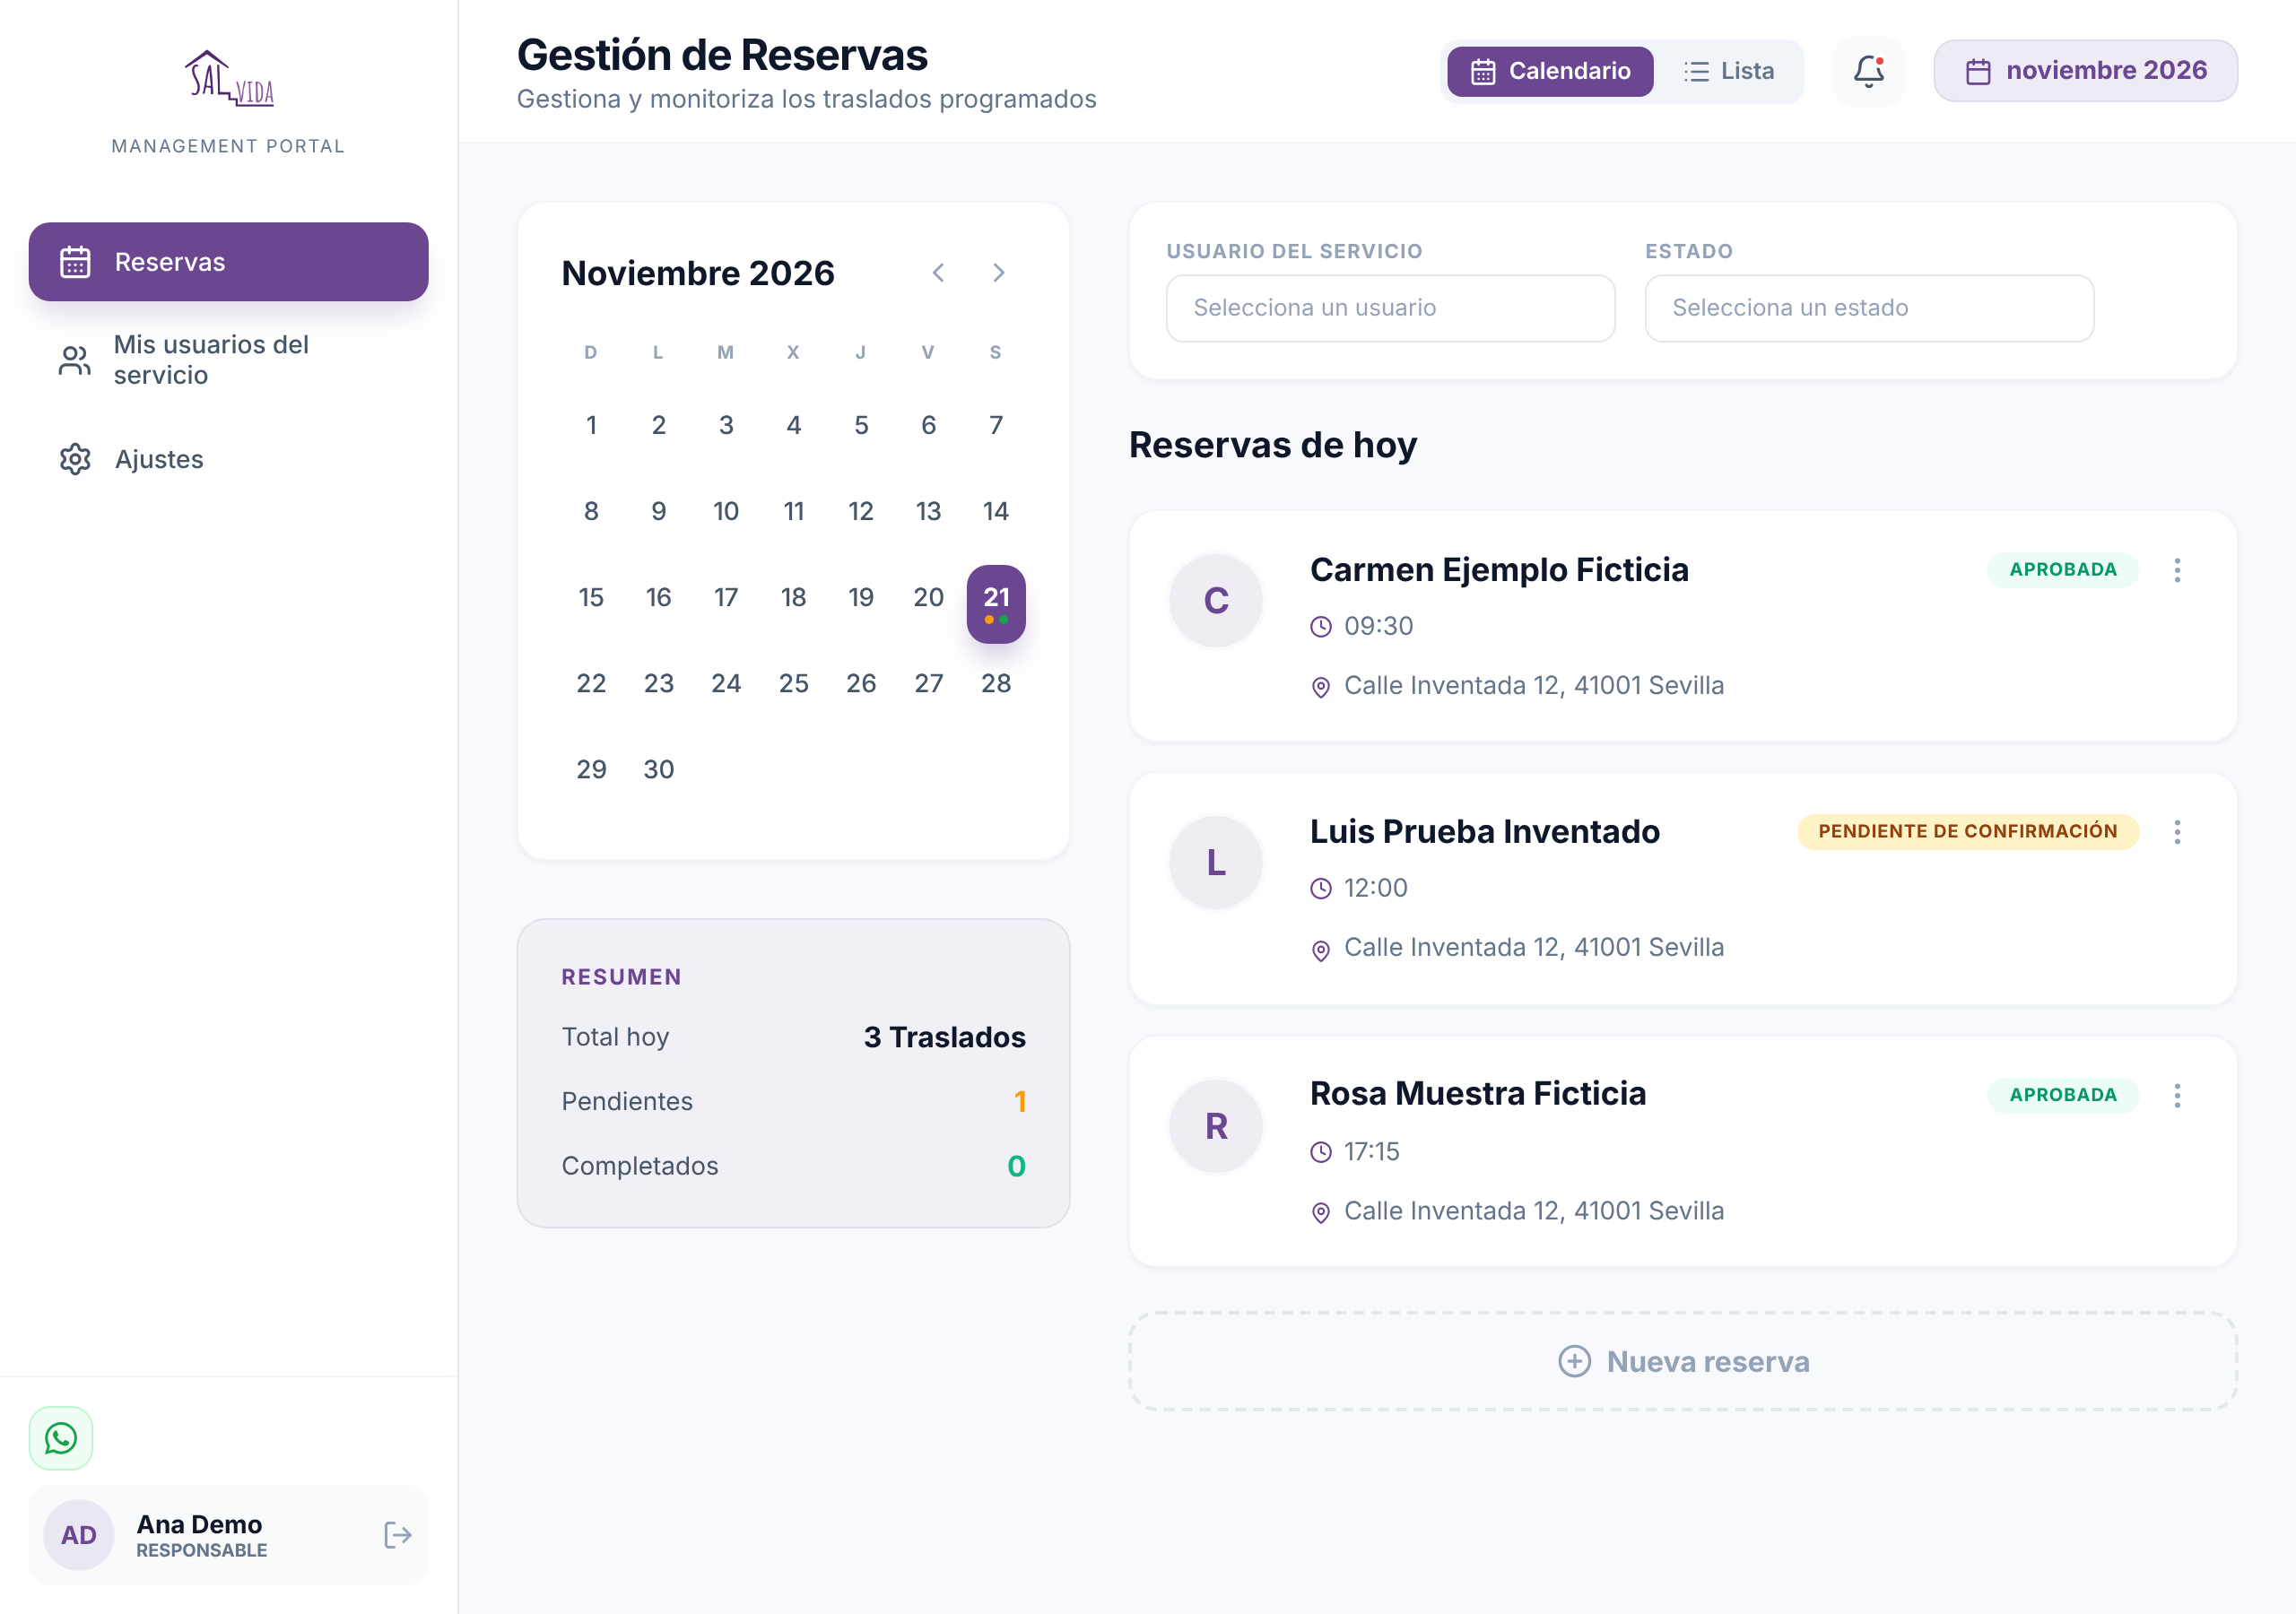 SAL
VIDA
MANAGEMENT PORTAL
Reservas
Mis usuarios del
servicio
Ajustes
AD
Ana Demo
RESPONSABLE
Gestión de Reservas
Gestiona y monitoriza los traslados programados
Calendario
Lista
noviembre 2026
Noviembre 2026
D L M X J V S
1 2 3 4 5 6 7
8 9 10 11 12 13 14
15 16 17 18 19 20 21
22 23 24 25 26 27 28
29 30
RESUMEN
Total hoy 3 Traslados
Pendientes 1
Completados 0
USUARIO DEL SERVICIO
Selecciona un usuario
ESTADO
Selecciona un estado
Reservas de hoy
C
Carmen Ejemplo Ficticia
APROBADA
09:30
Calle Inventada 12, 41001 Sevilla
L
Luis Prueba Inventado
PENDIENTE DE CONFIRMACIÓN
12:00
Calle Inventada 12, 41001 Sevilla
R
Rosa Muestra Ficticia
APROBADA
17:15
Calle Inventada 12, 41001 Sevilla
Nueva reserva